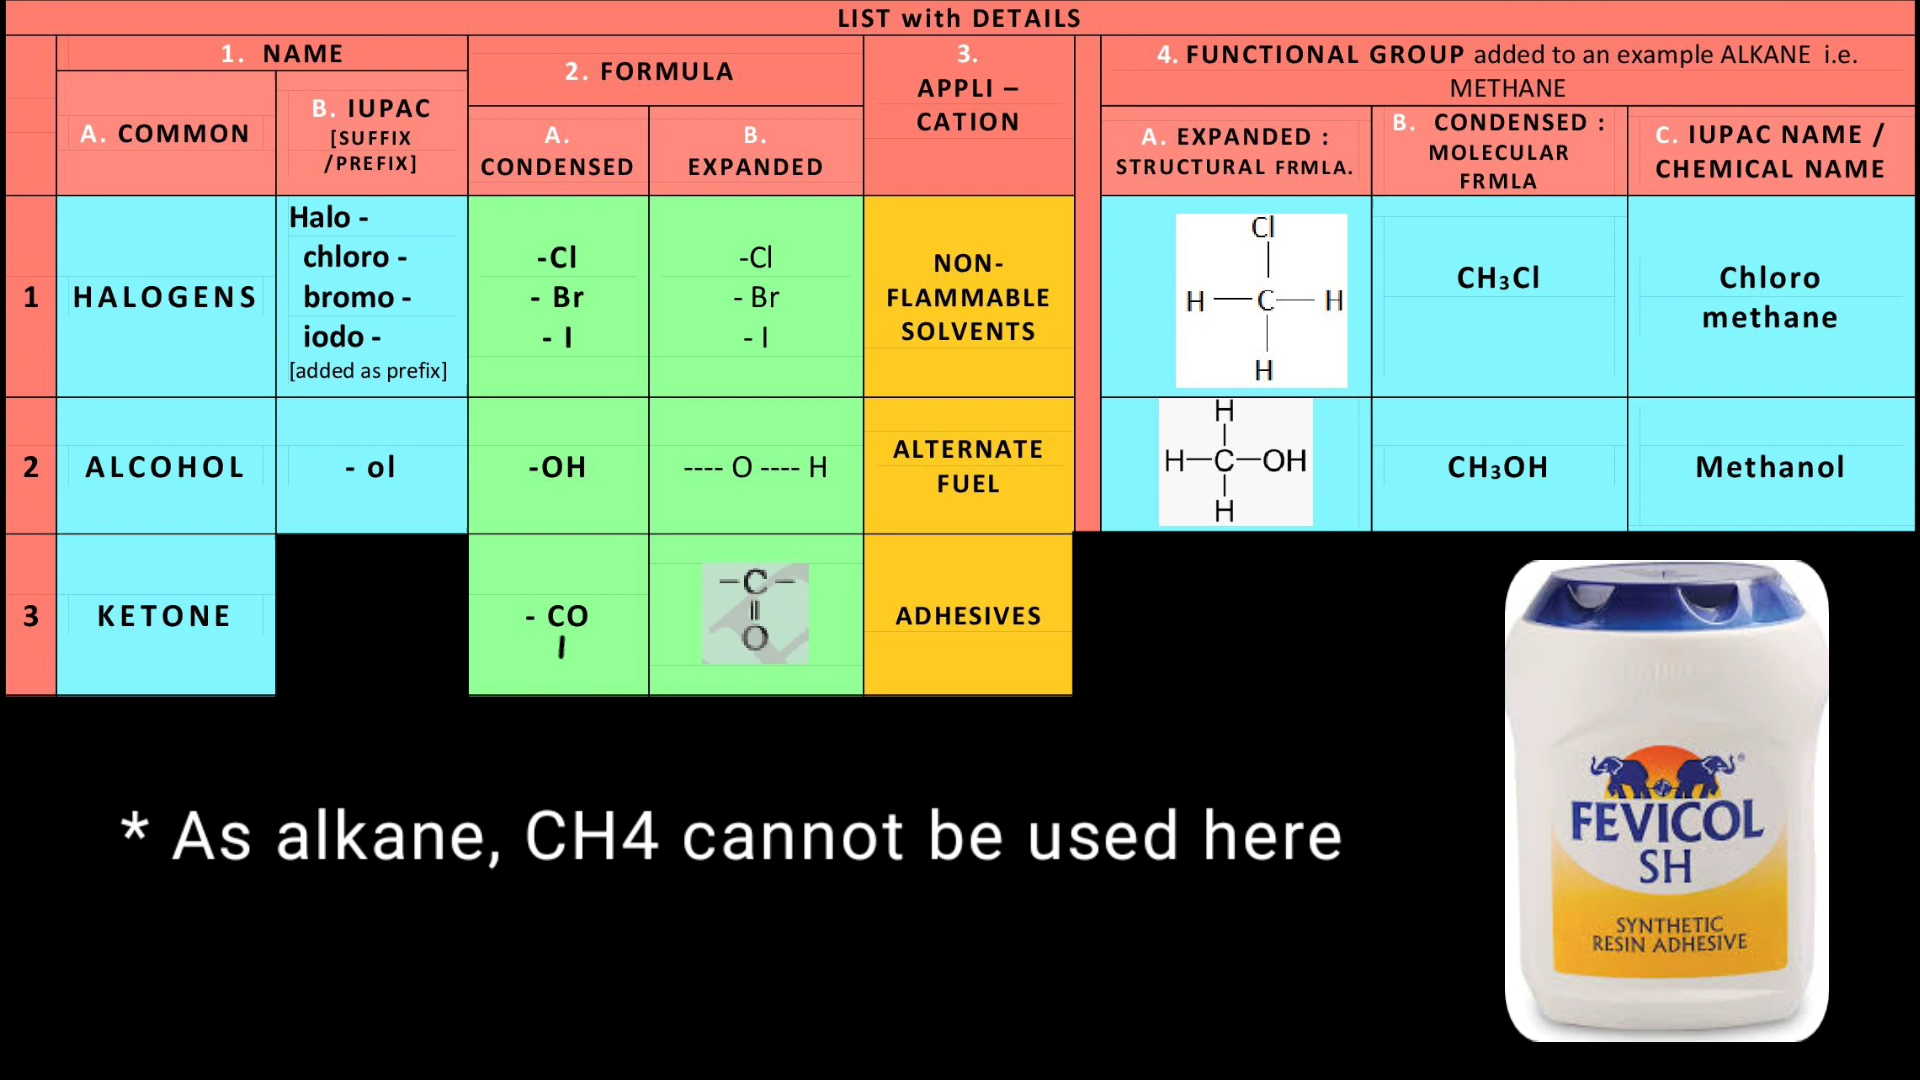 LIST with DETAILS
1. NAME
2. FORMULA
3.
APPLI –
CATION
4. FUNCTIONAL GROUP added to an example ALKANE i.e.
METHANE
A. COMMON
B. IUPAC
[SUFFIX
/PREFIX]
A.
CONDENSED
B.
EXPANDED
A. EXPANDED :
STRUCTURAL FRMLA.
B. CONDENSED :
MOLECULAR
FRMLA
C. IUPAC NAME /
CHEMICAL NAME
1
HALOGENS
Halo -
chloro -
bromo -
iodo -
[added as prefix]
-Cl
- Br
- I
-Cl
- Br
- I
NON-
FLAMMABLE
SOLVENTS
Cl
H — C — H
H
CH₃Cl
Chloro
methane
2
ALCOHOL
- ol
-OH
---- O ---- H
ALTERNATE
FUEL
H
H—C—OH
H
CH₃OH
Methanol
3
KETONE
- CO
–C–
O
ADHESIVES
* As alkane, CH4 cannot be used here
FEVICOL
SH
SYNTHETIC
RESIN ADHESIVE